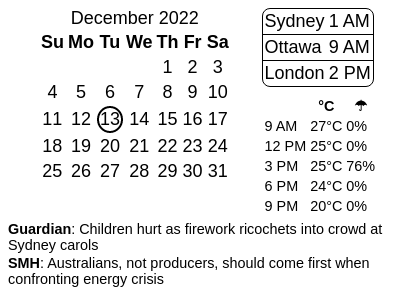 December 2022
Su Mo Tu We Th Fr Sa
1 2 3
4 5 6 7 8 9 10
11 12 13 14 15 16 17
18 19 20 21 22 23 24
25 26 27 28 29 30 31
Sydney 1 AM
Ottawa 9 AM
London 2 PM
°C ☂
9 AM 27°C 0%
12 PM 25°C 0%
3 PM 25°C 76%
6 PM 24°C 0%
9 PM 20°C 0%
Guardian: Children hurt as firework ricochets into crowd at
Sydney carols
SMH: Australians, not producers, should come first when
confronting energy crisis